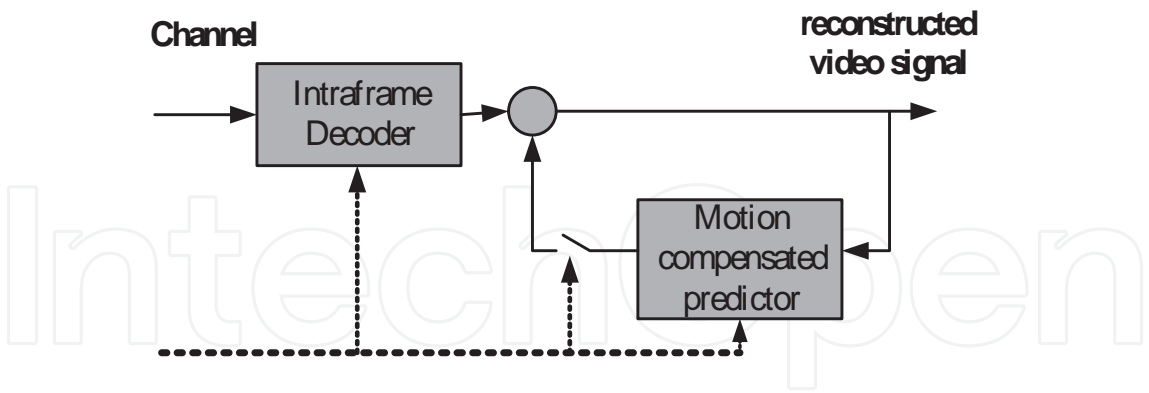 Channel
reconstructed
video signal
Intraframe
Decoder
Motion
compensated
predictor
IntechOpen